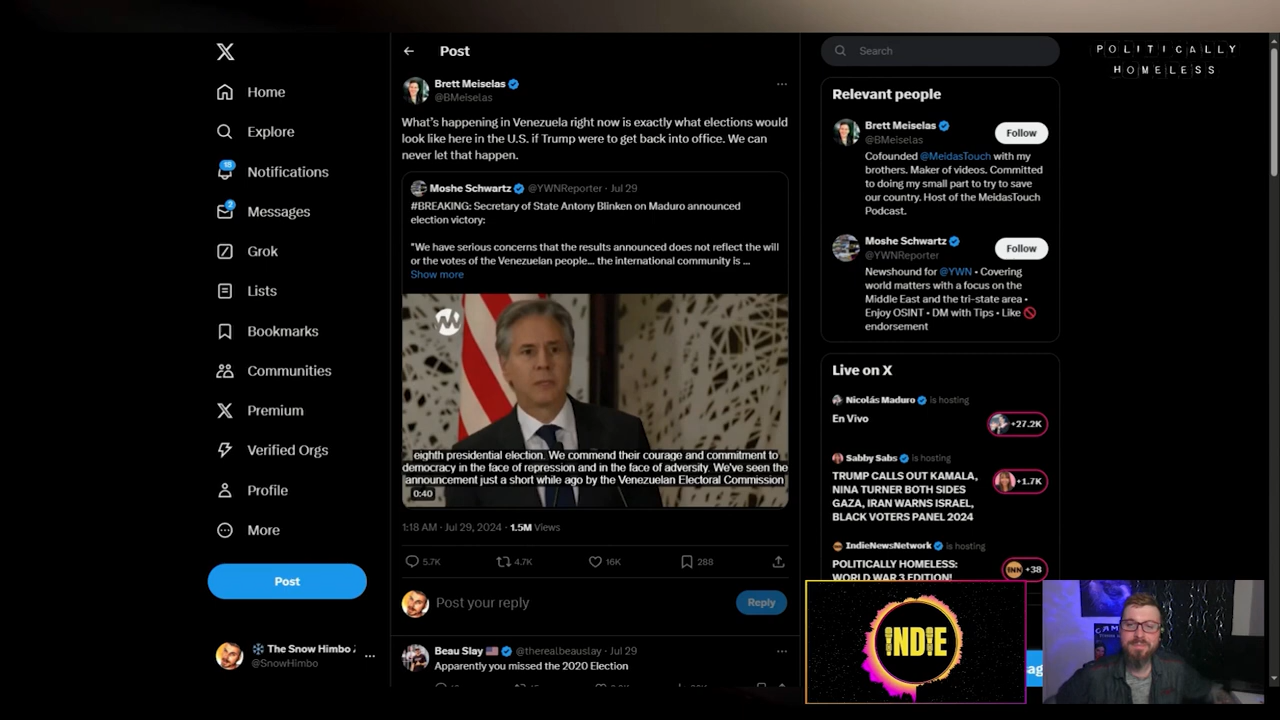 POLITICALLY
HOMELESS
Home
Explore
18
Notifications
2
Messages
Grok
Lists
Bookmarks
Communities
Premium
Verified Orgs
Profile
More
Post
The Snow Himbo
@SnowHimbo
Post
Brett Meiselas
@BMeiselas
What's happening in Venezuela right now is exactly what elections would
look like here in the U.S. if Trump were to get back into office. We can
never let that happen.
Moshe Schwartz @YWNReporter · Jul 29
#BREAKING: Secretary of State Antony Blinken on Maduro announced
election victory:
"We have serious concerns that the results announced does not reflect the will
or the votes of the Venezuelan people... the international community is ...
Show more
eighth presidential election. We commend their courage and commitment to
democracy in the face of repression and in the face of adversity. We've seen the
announcement just a short while ago by the Venezuelan Electoral Commission
0:40
1:18 AM · Jul 29, 2024 · 1.5M Views
5.7K 4.7K 16K 288
Post your reply
Reply
Beau Slay @therealbeauslay · Jul 29
Apparently you missed the 2020 Election
Search
Relevant people
Brett Meiselas
@BMeiselas
Follow
Cofounded @MeidasTouch with my
brothers. Maker of videos. Committed
to doing my small part to try to save
our country. Host of the MeidasTouch
Podcast.
Moshe Schwartz
@YWNReporter
Follow
Newshound for @YWN • Covering
world matters with a focus on the
Middle East and the tri-state area •
Enjoy OSINT • DM with Tips • Like 🚫
endorsement
Live on X
Nicolás Maduro is hosting
En Vivo
+27.2K
Sabby Sabs is hosting
TRUMP CALLS OUT KAMALA,
NINA TURNER BOTH SIDES
GAZA, IRAN WARNS ISRAEL,
BLACK VOTERS PANEL 2024
+1.7K
IndieNewsNetwork is hosting
POLITICALLY HOMELESS:
WORLD WAR 3 EDITION!
INN +38
INDIE